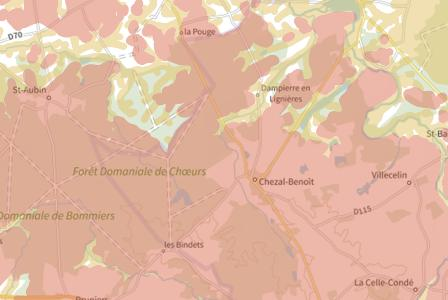 la Pouge
D70
St-Aubin
Dampierre en
Lignières
St-Ba
Forêt Domaniale de Chœurs
Chezal-Benoît
Villecelin
Domaniale de Bommiers
D115
s
les Bindets
La Celle-Condé
Pruniers